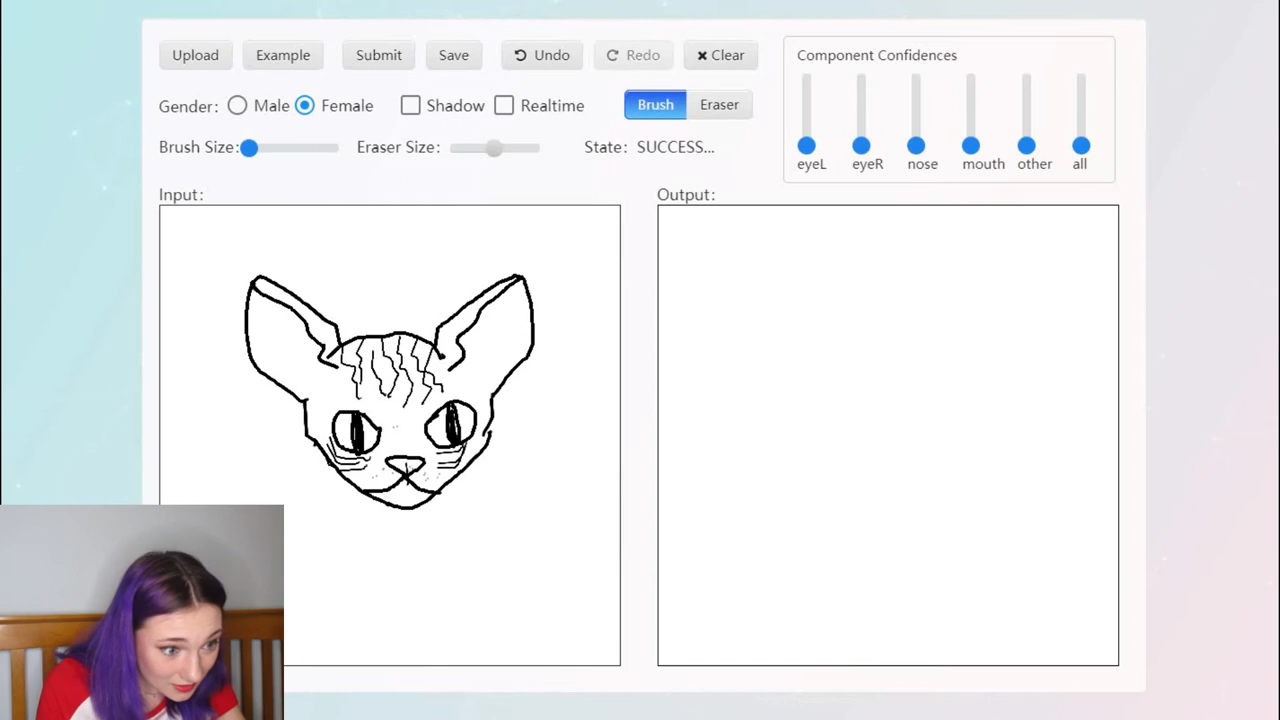 Upload Example Submit Save Undo Redo Clear
Gender: Male Female Shadow Realtime Brush Eraser
Brush Size: Eraser Size: State: SUCCESS...
Component Confidences
eyeL eyeR nose mouth other all
Input: Output: